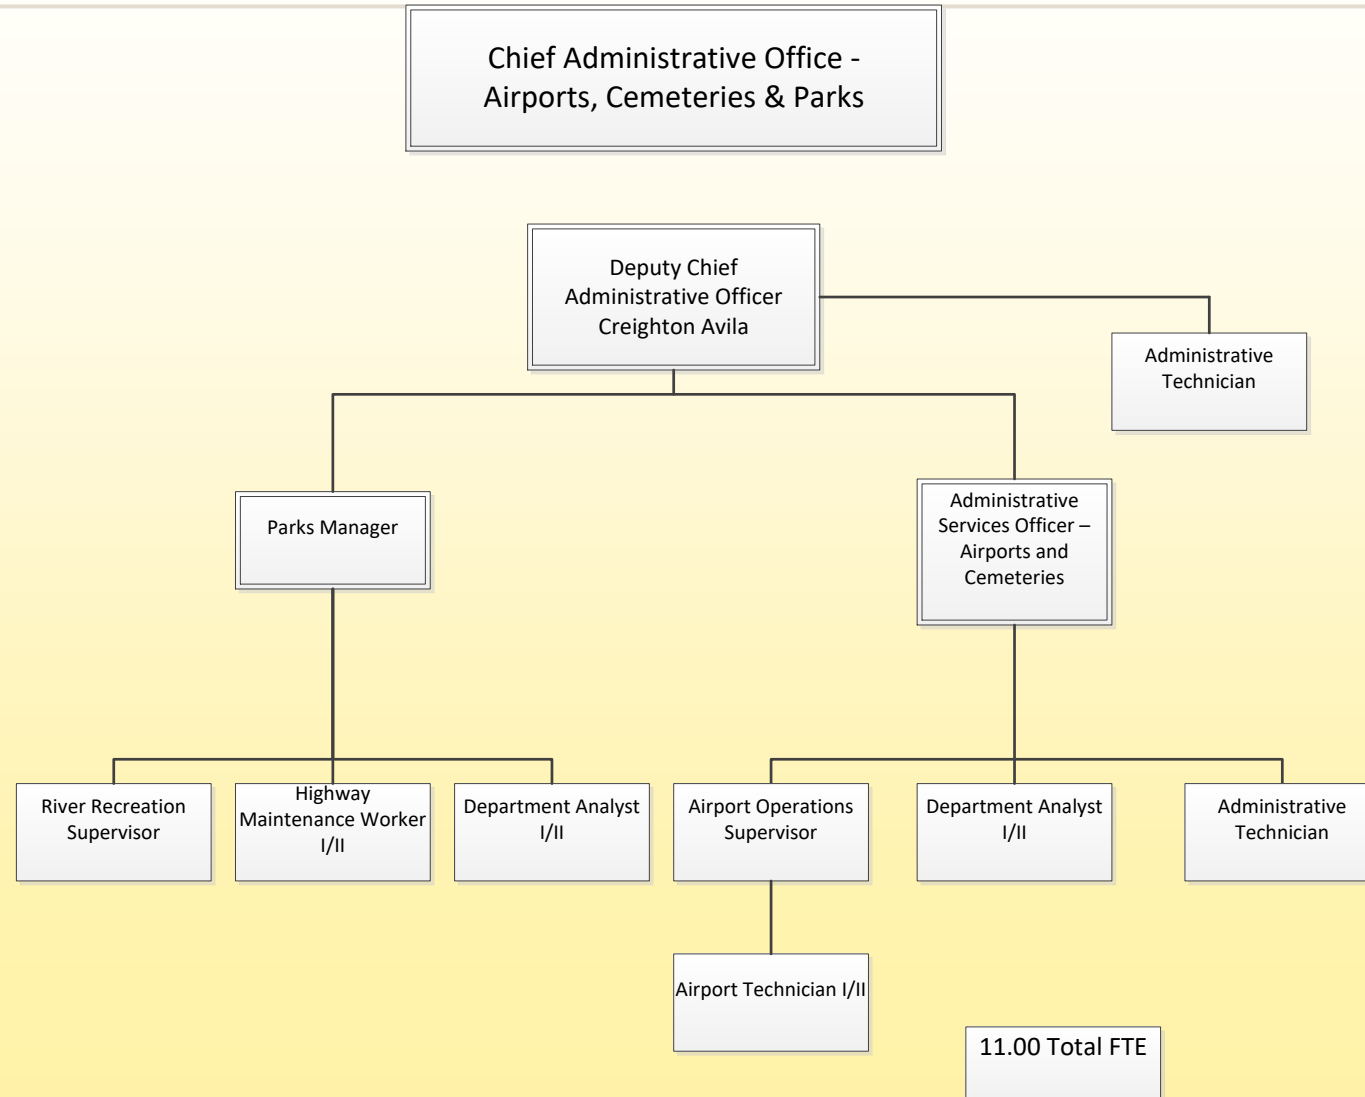 Chief Administrative Office -
Airports, Cemeteries & Parks
Deputy Chief
Administrative Officer
Creighton Avila
Administrative
Technician
Parks Manager
Administrative
Services Officer –
Airports and
Cemeteries
River Recreation
Supervisor
Highway
Maintenance Worker
I/II
Department Analyst
I/II
Airport Operations
Supervisor
Department Analyst
I/II
Administrative
Technician
Airport Technician I/II
11.00 Total FTE